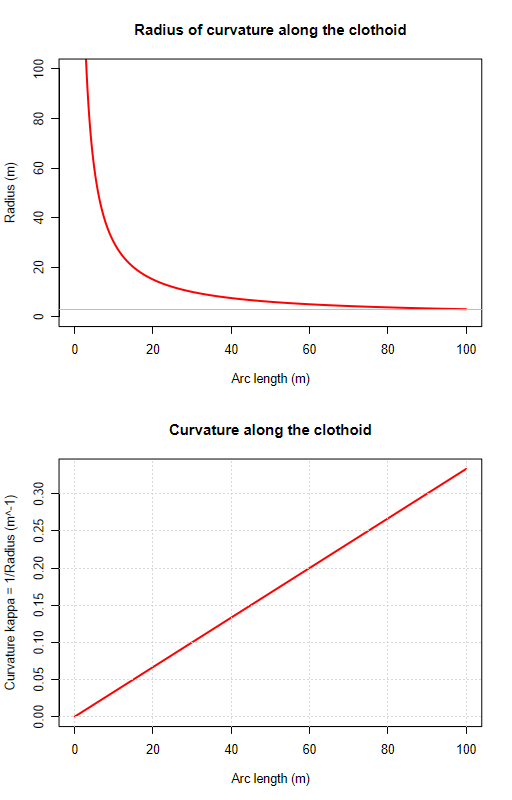 Radius of curvature along the clothoid
Radius (m)
100
80
60
40
20
0
0 20 40 60 80 100
Arc length (m)
Curvature along the clothoid
Curvature kappa = 1/Radius (m^-1)
0.30
0.25
0.20
0.15
0.10
0.05
0.00
0 20 40 60 80 100
Arc length (m)